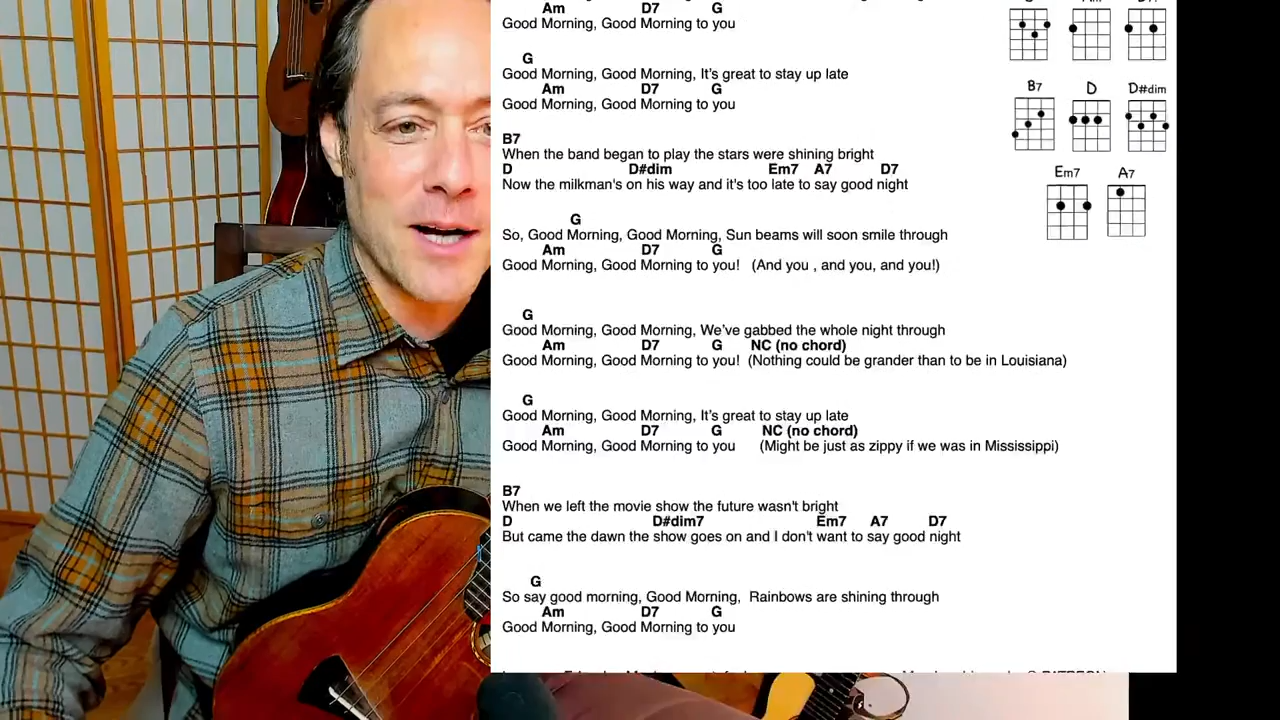 Am D7 G
Good Morning, Good Morning to you
G
Good Morning, Good Morning, It's great to stay up late
Am D7 G
Good Morning, Good Morning to you
B7
When the band began to play the stars were shining bright
D D#dim Em7 A7 D7
Now the milkman's on his way and it's too late to say good night
G
So, Good Morning, Good Morning, Sun beams will soon smile through
Am D7 G
Good Morning, Good Morning to you! (And you , and you, and you!)
G
Good Morning, Good Morning, We've gabbed the whole night through
Am D7 G NC (no chord)
Good Morning, Good Morning to you! (Nothing could be grander than to be in Louisiana)
G
Good Morning, Good Morning, It's great to stay up late
Am D7 G NC (no chord)
Good Morning, Good Morning to you (Might be just as zippy if we was in Mississippi)
B7
When we left the movie show the future wasn't bright
D D#dim7 Em7 A7 D7
But came the dawn the show goes on and I don't want to say good night
G
So say good morning, Good Morning, Rainbows are shining through
Am D7 G
Good Morning, Good Morning to you
B7 D D#dim
Em7 A7